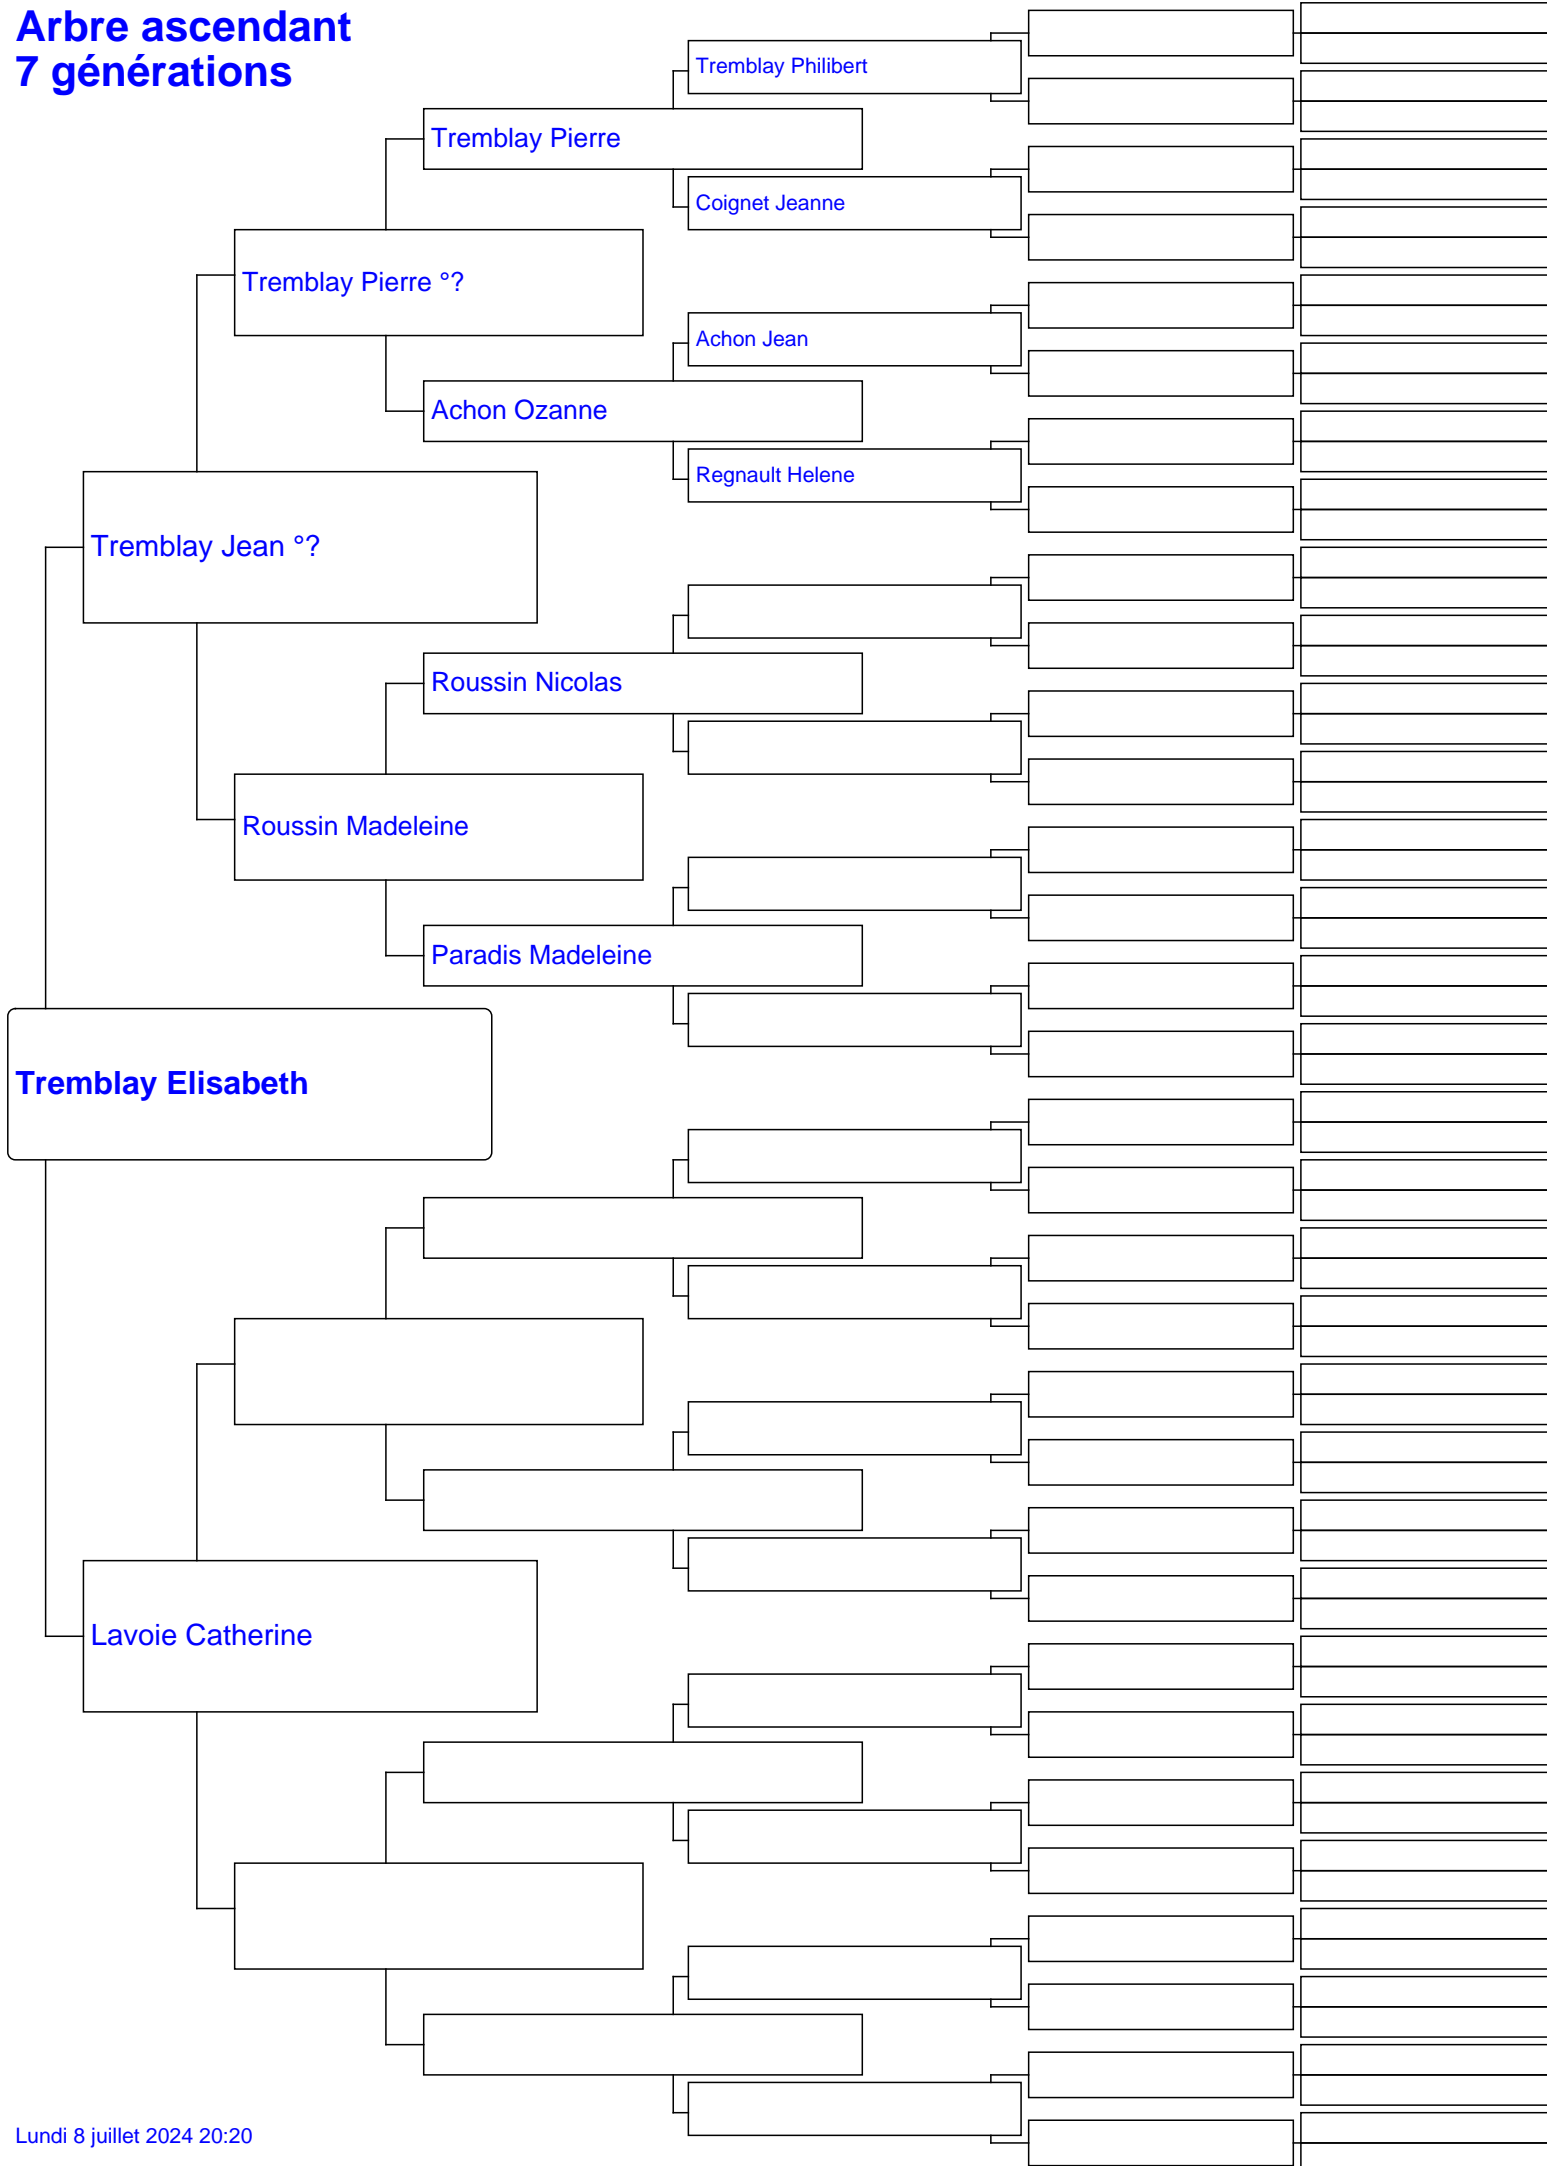 Arbre ascendant
7 générations
Tremblay Philibert
Tremblay Pierre
Coignet Jeanne
Tremblay Pierre °?
Achon Jean
Achon Ozanne
Regnault Helene
Tremblay Jean °?
Roussin Nicolas
Roussin Madeleine
Paradis Madeleine
Tremblay Elisabeth
Lavoie Catherine
Lundi 8 juillet 2024 20:20